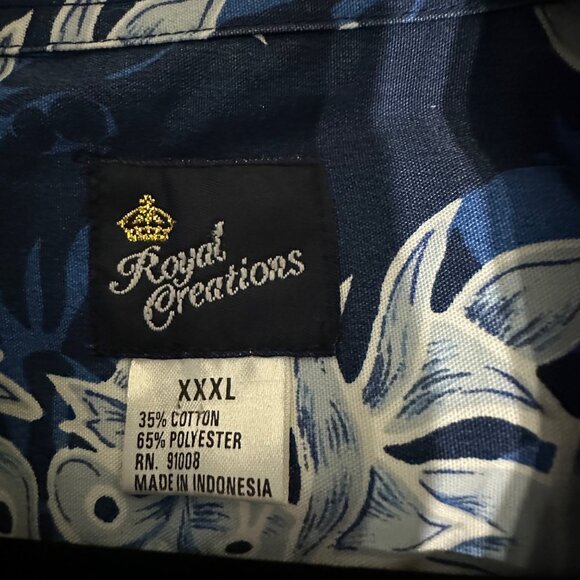 Royal
Creations
XXXL
35% COTTON
65% POLYESTER
RN. 91008
MADE IN INDONESIA